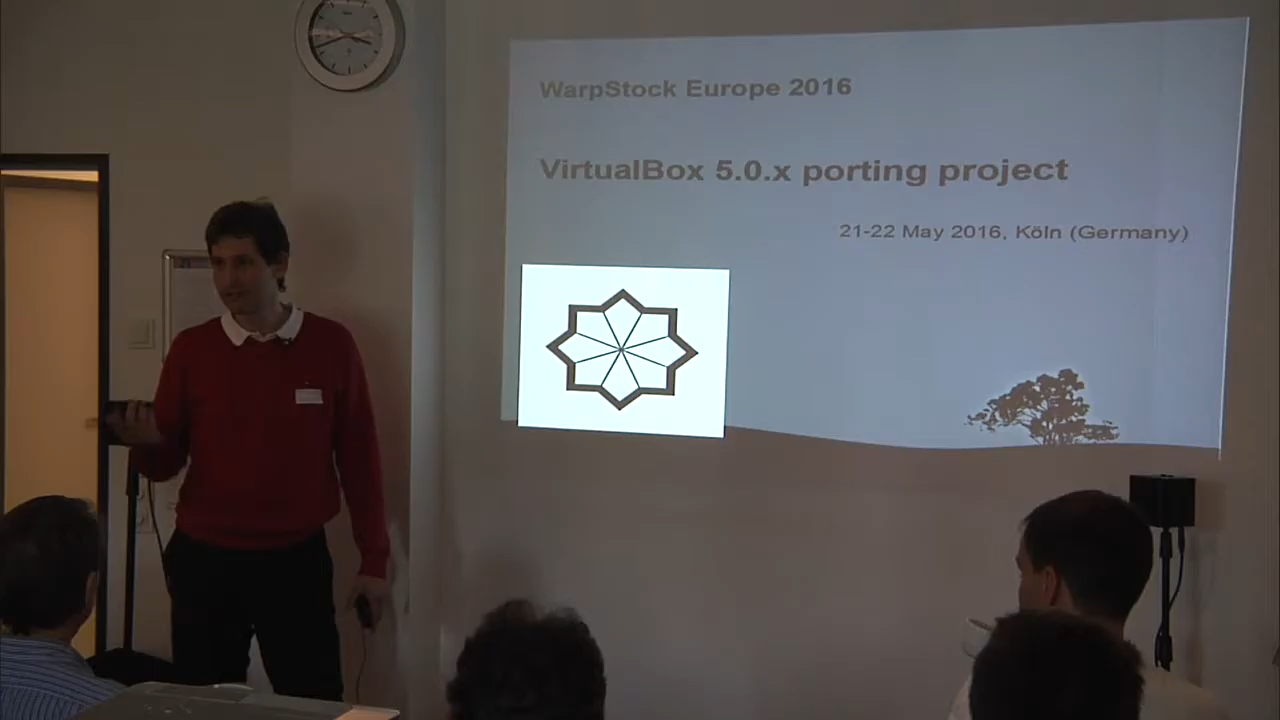 WarpStock Europe 2016
VirtualBox 5.0.x porting project
21-22 May 2016, Köln (Germany)